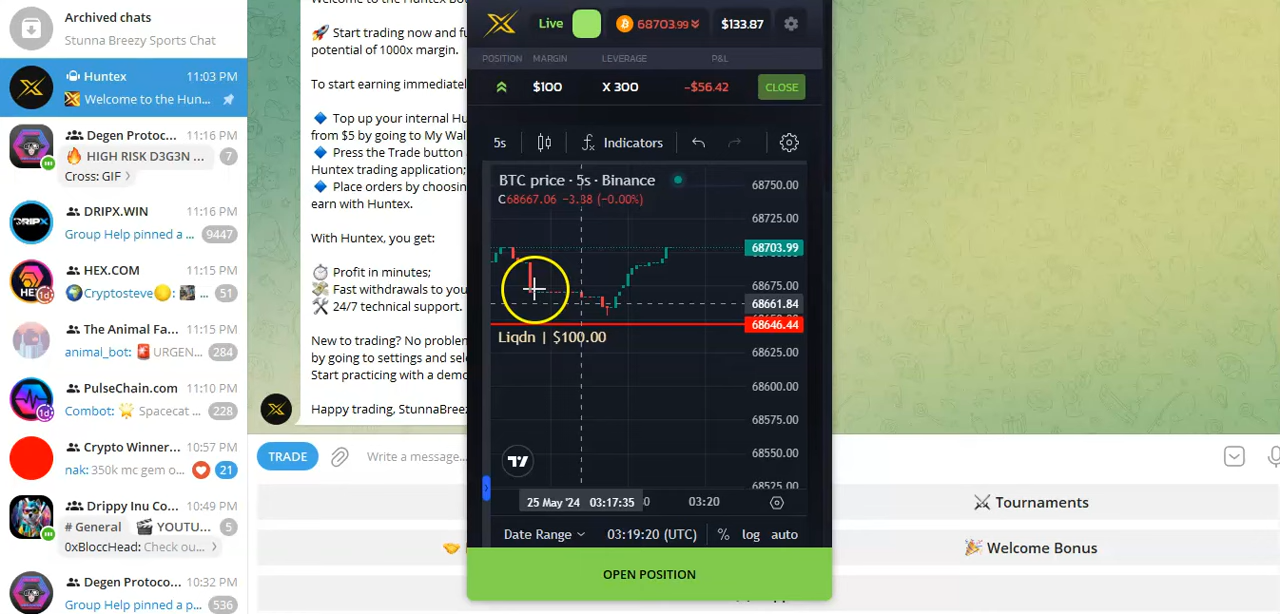 Archived chats
Stunna Breezy Sports Chat
Huntex 11:03 PM
Welcome to the Hun...
Degen Protoc... 11:16 PM
HIGH RISK D3G3N ... 7
Cross: GIF >
DRIPX.WIN 11:16 PM
Group Help pinned a ... 9447
HEX.COM 11:15 PM
Cryptosteve: ... 51
The Animal Fa... 11:15 PM
animal_bot: URGEN... 284
PulseChain.com 11:10 PM
Combot: Spacecat ... 228
Crypto Winner... 10:57 PM
nak: 350k mc gem o... 21
Drippy Inu Co... 10:49 PM
# General YOUTU... 5
0xBloccHead: Check ou... >
Degen Protoco... 10:32 PM
Group Help pinned a p... 536
Start trading now and fu
potential of 1000x margin.
To start earning immediatel
Top up your internal Hu
from $5 by going to My Wal
Press the Trade button
Huntex trading application;
Place orders by choosing
earn with Huntex.
With Huntex, you get:
Profit in minutes;
Fast withdrawals to you
24/7 technical support.
New to trading? No problem
by going to settings and sele
Start practicing with a demo
Happy trading, StunnaBreez
TRADE
Write a message...
Live 68703.99 $133.87
POSITION MARGIN LEVERAGE P&L
$100 X 300 −$56.42 CLOSE
5s Indicators
BTC price · 5s · Binance
C68667.06 −3.38 (−0.00%)
68750.00
68725.00
68703.99
68675.00
68661.84
68646.44
Liqdn | $100.00
68625.00
68600.00
68575.00
68550.00
68525.00
25 May '24 03:17:35 03:20
Date Range 03:19:20 (UTC) % log auto
OPEN POSITION
Tournaments
Welcome Bonus